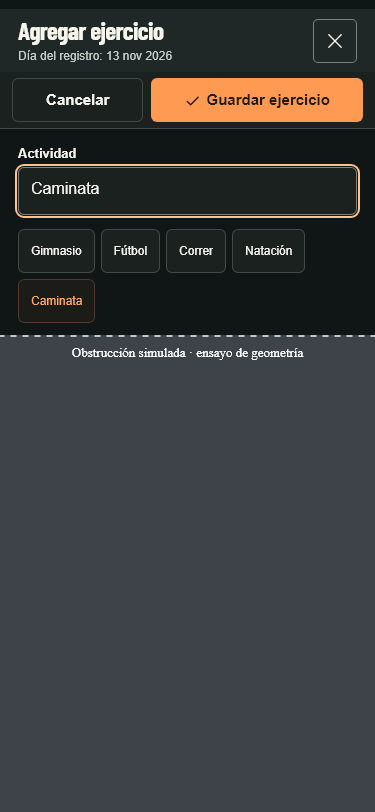 Agregar ejercicio
Día del registro: 13 nov 2026
Cancelar
Guardar ejercicio
Actividad
Caminata
Gimnasio
Fútbol
Correr
Natación
Caminata
Obstrucción simulada · ensayo de geometría